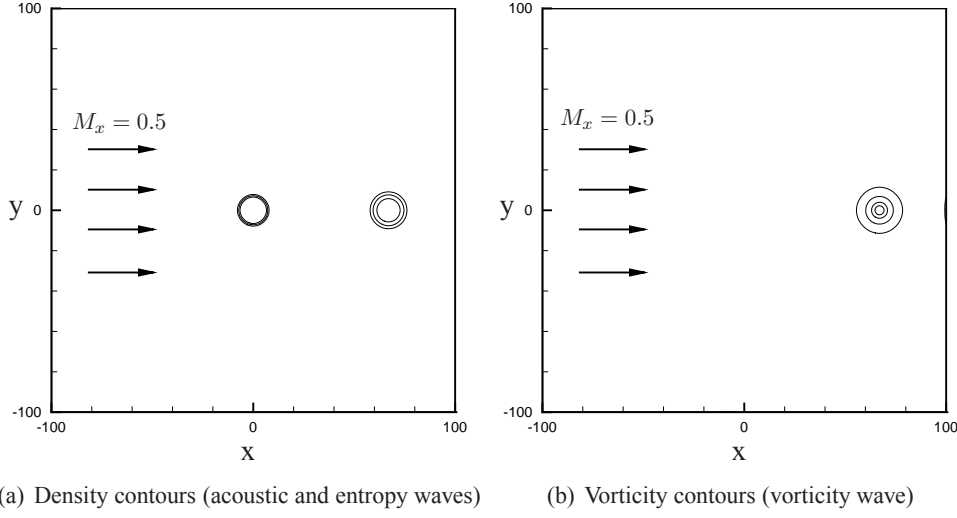 100
M_x = 0.5
y
0
-100
-100
0
100
x
100
M_x = 0.5
y
0
-100
-100
0
100
x
(a) Density contours (acoustic and entropy waves)
(b) Vorticity contours (vorticity wave)